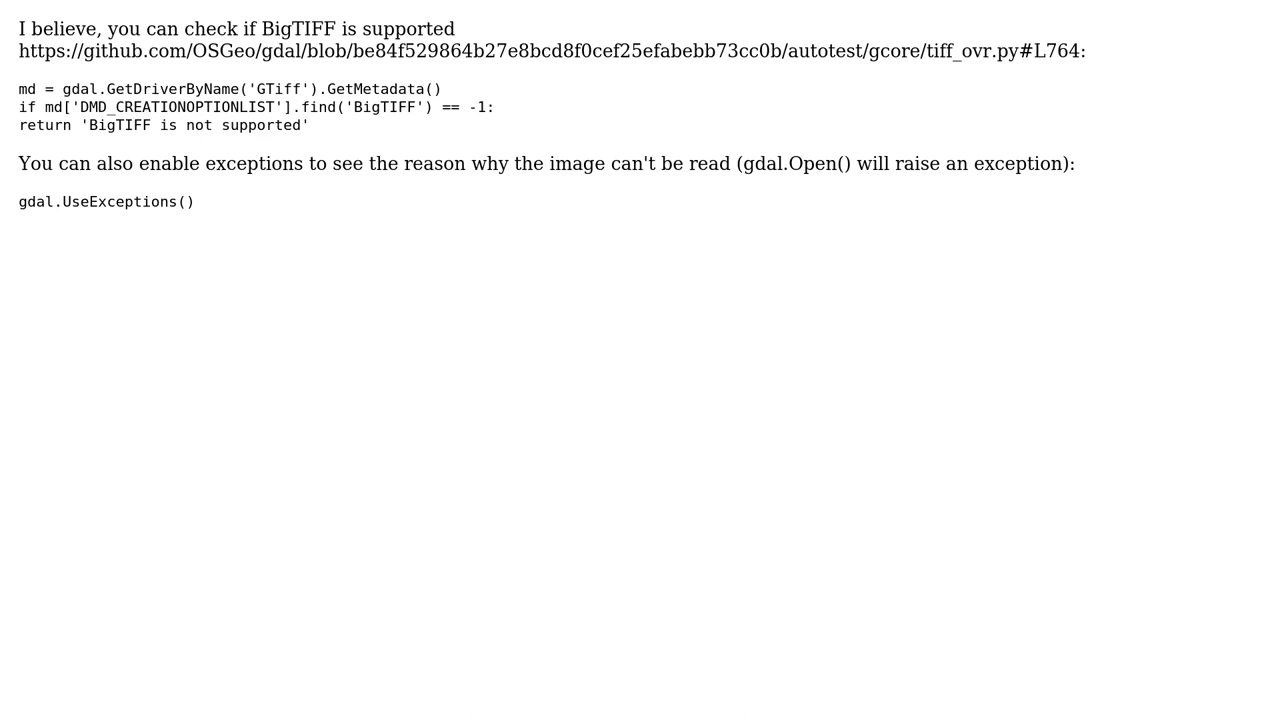 I believe, you can check if BigTIFF is supported
https://github.com/OSGeo/gdal/blob/be84f529864b27e8bcd8f0cef25efabebb73cc0b/autotest/gcore/tiff_ovr.py#L764:
md = gdal.GetDriverByName('GTiff').GetMetadata()
if md['DMD_CREATIONOPTIONLIST'].find('BigTIFF') == -1:
return 'BigTIFF is not supported'
You can also enable exceptions to see the reason why the image can't be read (gdal.Open() will raise an exception):
gdal.UseExceptions()